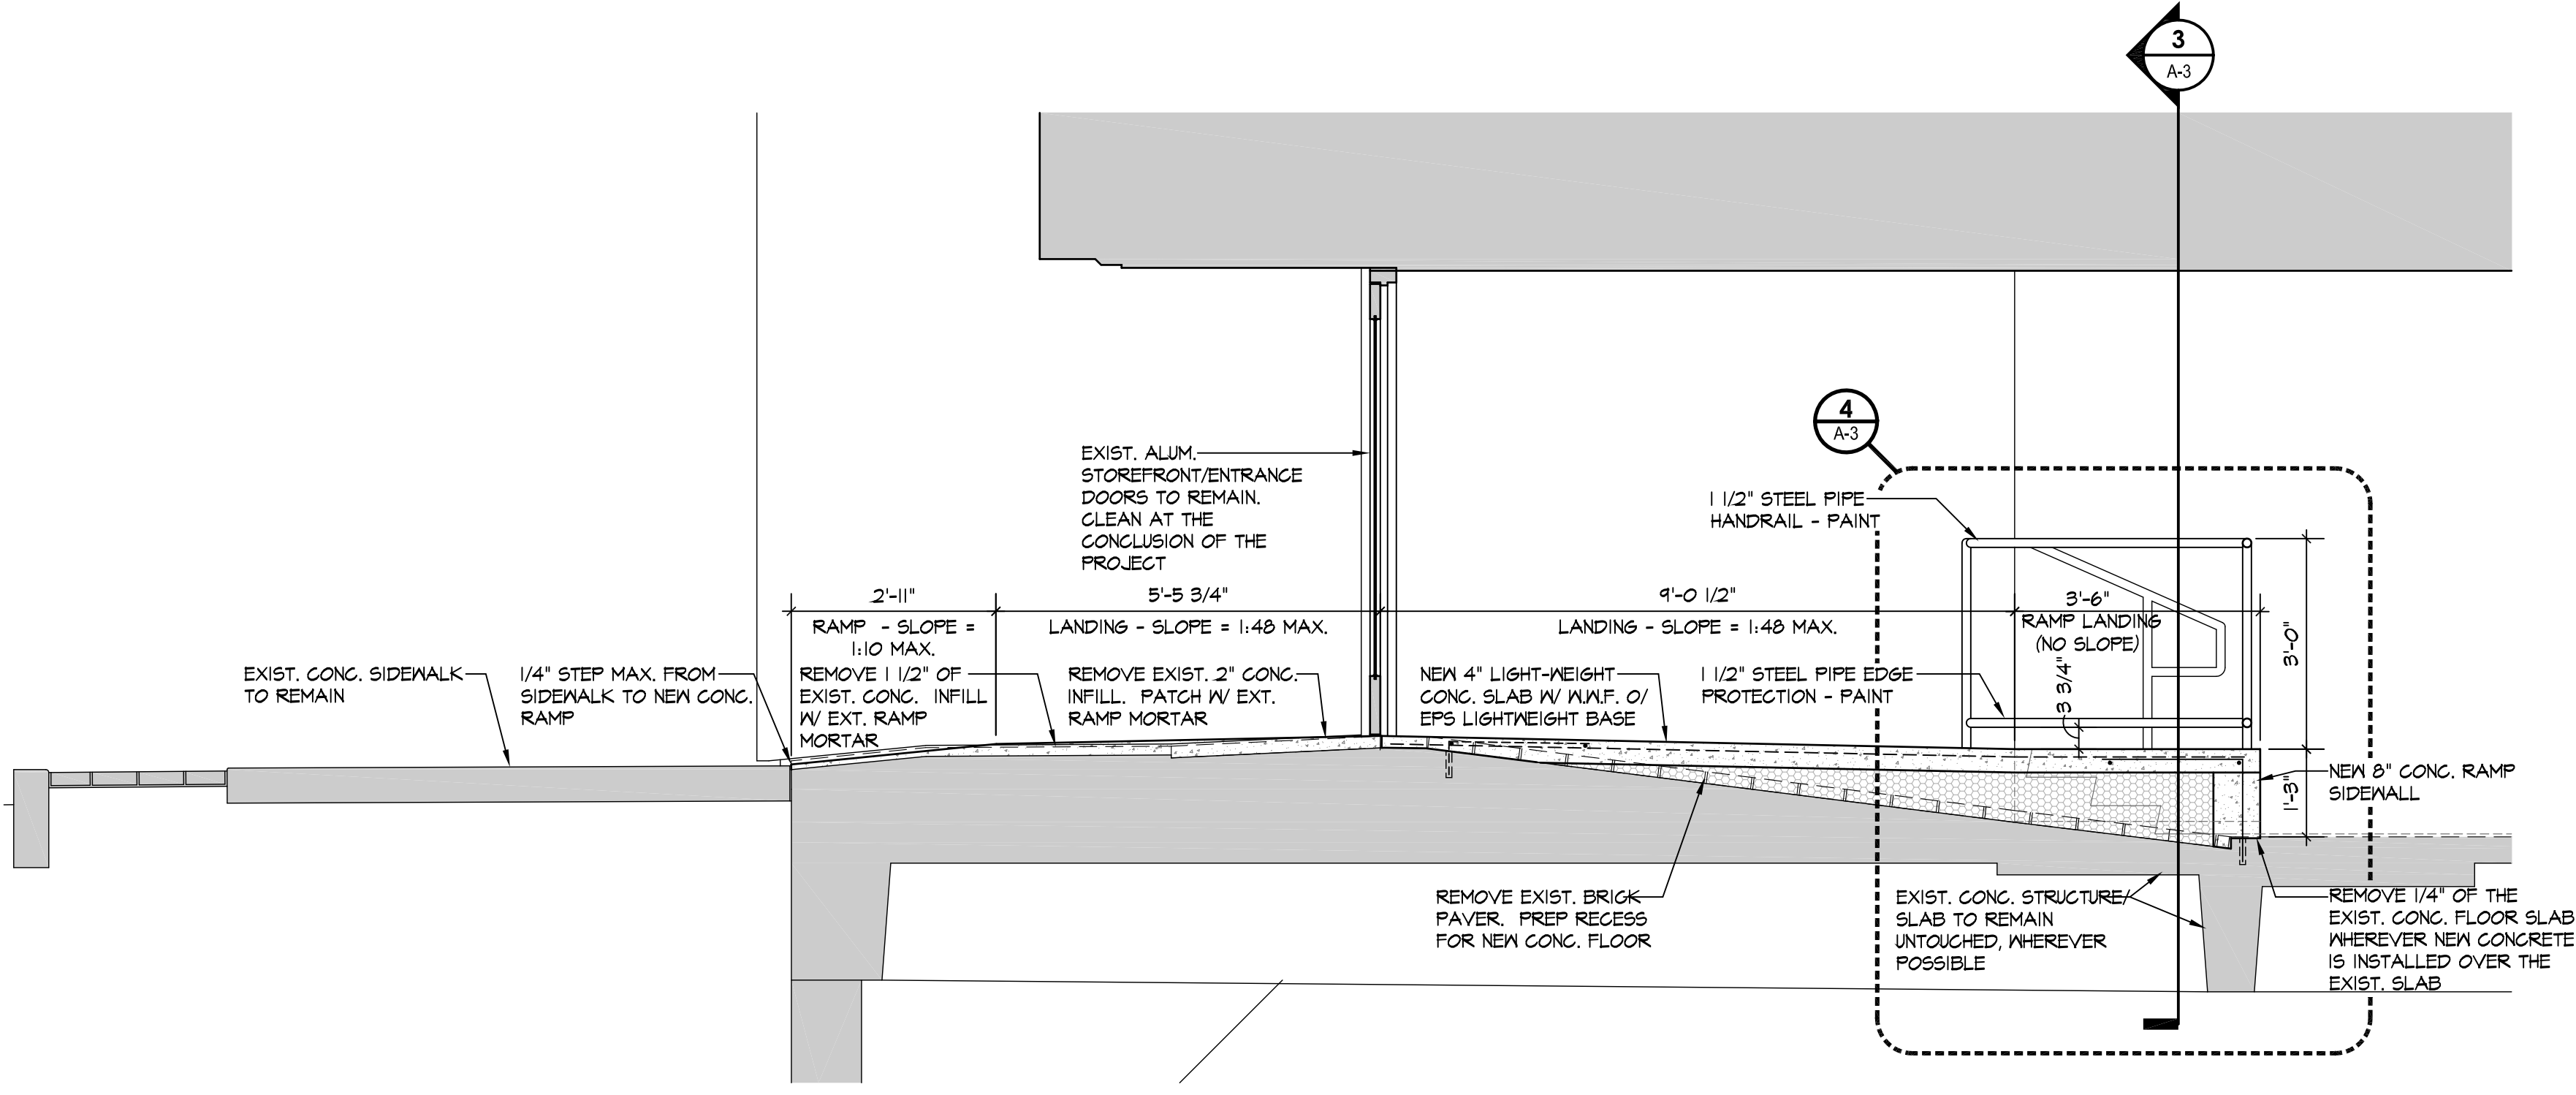 3
A-3
4
A-3
EXIST. ALUM.
STOREFRONT/ENTRANCE
DOORS TO REMAIN.
CLEAN AT THE
CONCLUSION OF THE
PROJECT
1 1/2" STEEL PIPE
HANDRAIL - PAINT
2'-11"
5'-5 3/4"
9'-0 1/2"
3'-6"
RAMP - SLOPE =
1:10 MAX.
LANDING - SLOPE = 1:48 MAX.
LANDING - SLOPE = 1:48 MAX.
RAMP LANDING
(NO SLOPE)
3'-0"
3 3/4"
1'-3"
EXIST. CONC. SIDEWALK
TO REMAIN
1/4" STEP MAX. FROM
SIDEWALK TO NEW CONC.
RAMP
REMOVE 1 1/2" OF
EXIST. CONC. INFILL
W/ EXT. RAMP
MORTAR
REMOVE EXIST. 2" CONC.
INFILL. PATCH W/ EXT.
RAMP MORTAR
NEW 4" LIGHT-WEIGHT
CONC. SLAB W/ W.W.F. O/
EPS LIGHTWEIGHT BASE
1 1/2" STEEL PIPE EDGE
PROTECTION - PAINT
NEW 8" CONC. RAMP
SIDEWALL
REMOVE EXIST. BRICK
PAVER. PREP RECESS
FOR NEW CONC. FLOOR
EXIST. CONC. STRUCTURE/
SLAB TO REMAIN
UNTOUCHED, WHEREVER
POSSIBLE
REMOVE 1/4" OF THE
EXIST. CONC. FLOOR SLAB
WHEREVER NEW CONCRETE
IS INSTALLED OVER THE
EXIST. SLAB